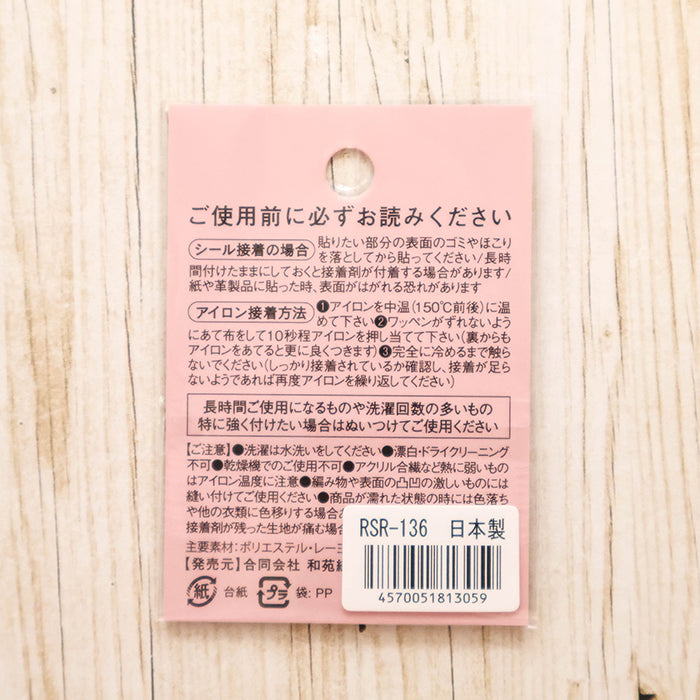 ご使用前に必ずお読みください
シール接着の場合 貼りたい部分の表面のゴミやほこり
を落としてから貼ってください/長時
間付けたままにしておくと接着剤が付着する場合があります/
紙や革製品に貼った時、表面がはがれる恐れがあります
アイロン接着方法 ❶アイロンを中温(150℃前後)に温
めて下さい❷ワッペンがずれないよう
にあて布をして10秒程アイロンを押し当てて下さい(裏からも
アイロンをあてると更に良くつきます)❸完全に冷めるまで触ら
ないでください(しっかり接着されているか確認し、接着が足ら
ないようであれば再度アイロンを繰り返してください)
長時間ご使用になるものや洗濯回数の多いもの
特に強く付けたい場合はぬいつけてご使用ください
【ご注意】●洗濯は水洗いをしてください●漂白・ドライクリーニング
不可●乾燥機でのご使用不可●アクリル合繊など熱に弱いもの
はアイロン温度に注意●編み物や表面の凸凹の激しいものには
縫い付けてご使用ください●商品が濡れた状態の時には色落ち
や他の衣類に色移りする場合
接着剤が残った生地が痛む場合
主要素材:ポリエステル・レーヨ
【発売元】合同会社 和苑
紙 台紙 プラ 袋:PP
RSR-136 日本製
4570051813059